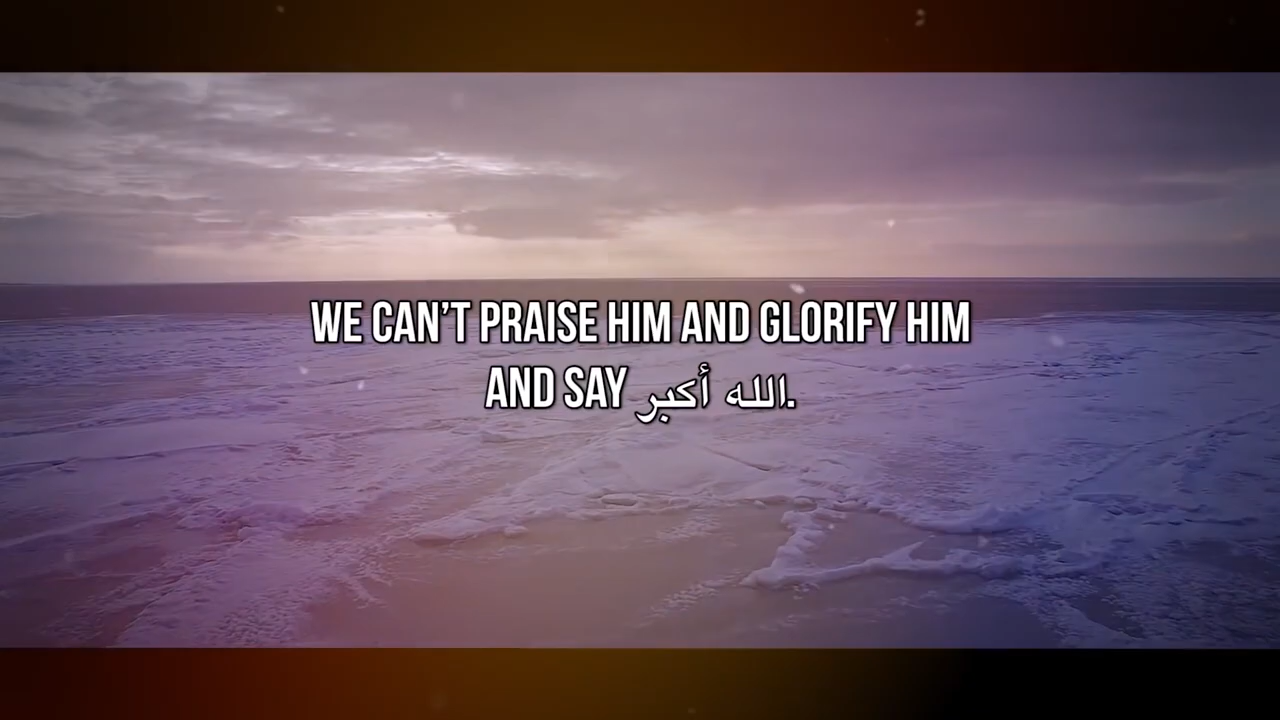 WE CAN’T PRAISE HIM AND GLORIFY HIM
AND SAY الله أكبر.